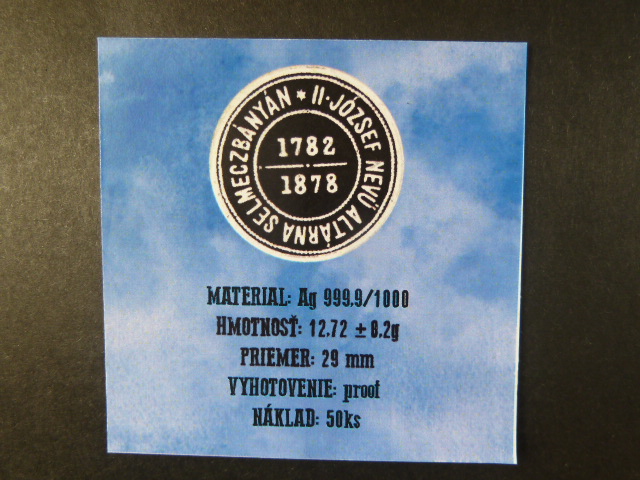 II·JÓZSEF NEVŰ ALTÁRNA SELMECZBÁNYÁN *
1782
1878
MATERIAL: Ag 999,9/1000
HMOTNOSŤ: 12,72 ± 0,2g
PRIEMER: 29 mm
VYHOTOVENIE: proof
NÁKLAD: 50ks